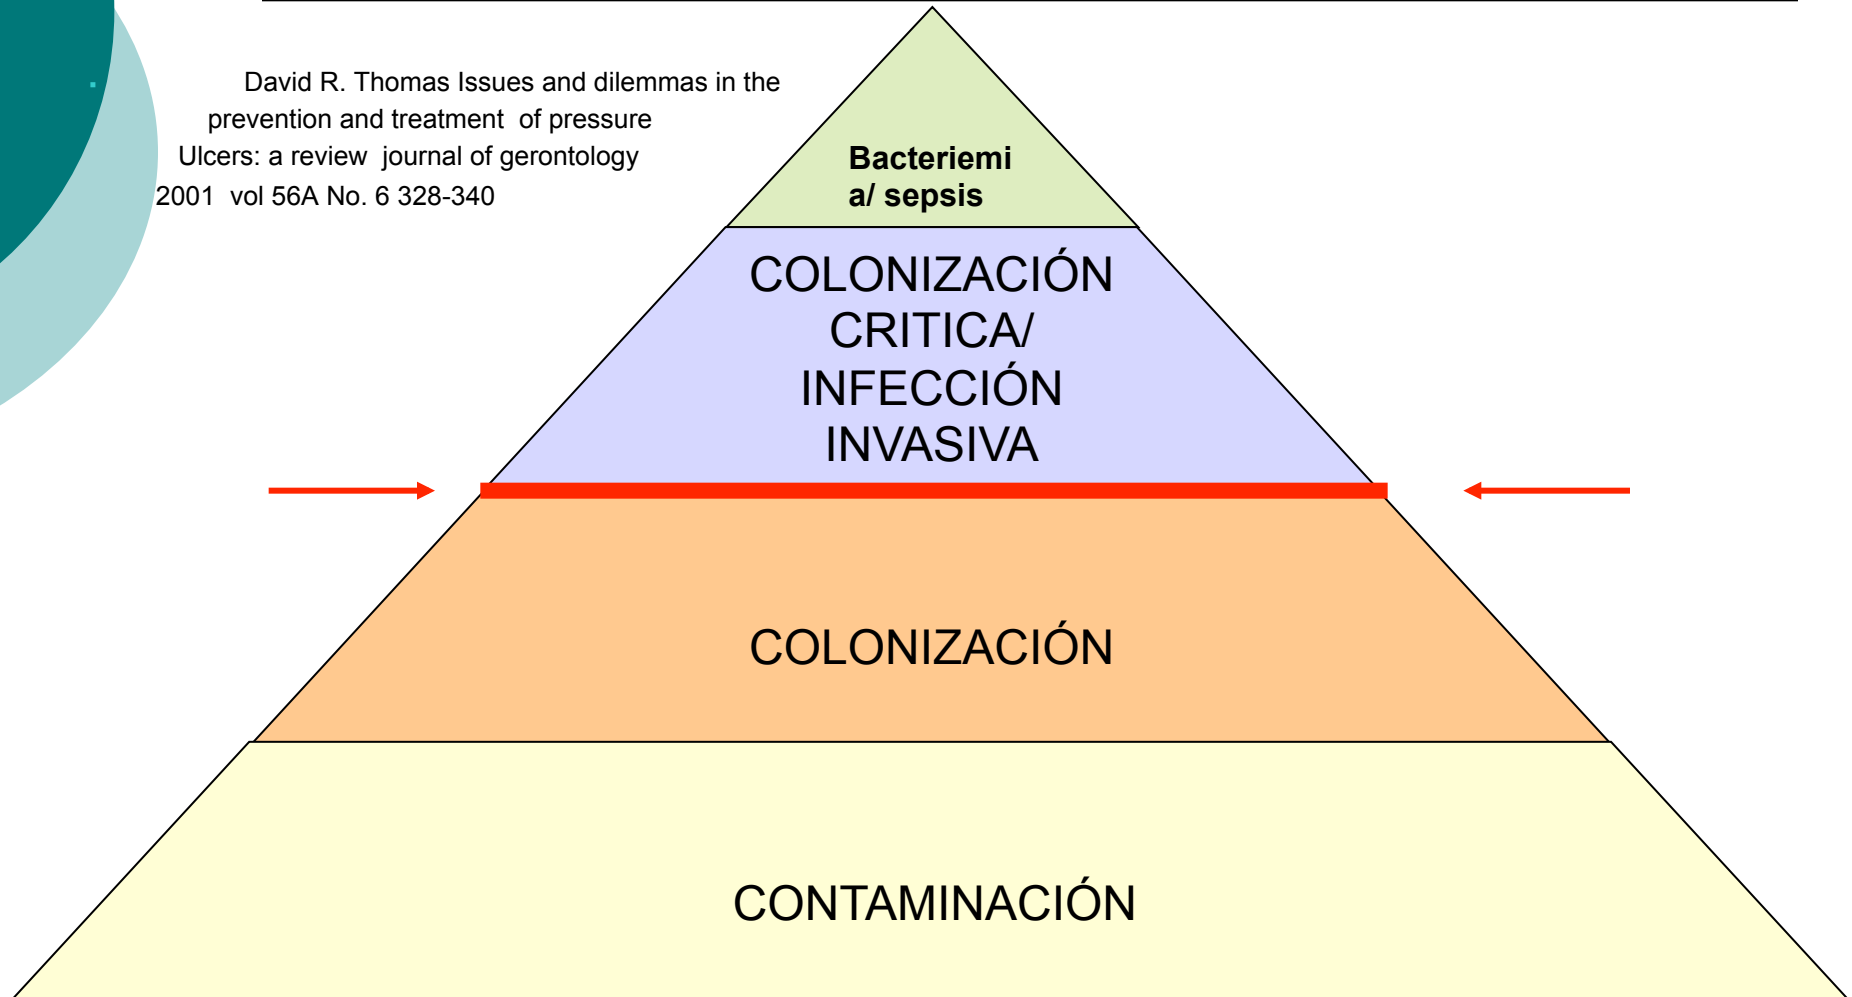 David R. Thomas Issues and dilemmas in the
prevention and treatment of pressure
Ulcers: a review journal of gerontology
2001 vol 56A No. 6 328-340
Bacteriemi
a/ sepsis
COLONIZACIÓN
CRITICA/
INFECCIÓN
INVASIVA
COLONIZACIÓN
CONTAMINACIÓN